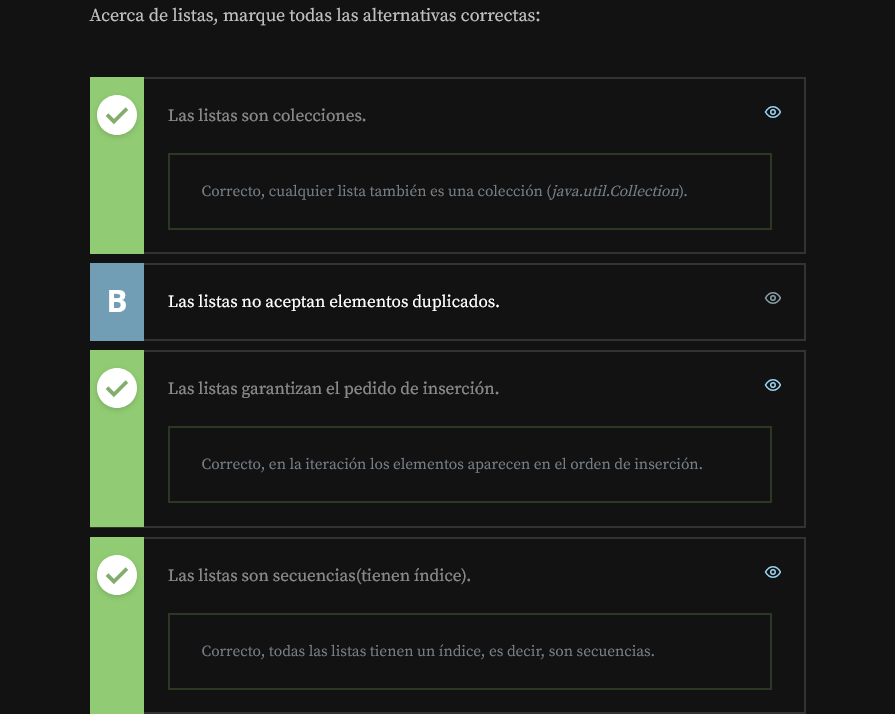 Acerca de listas, marque todas las alternativas correctas:
Las listas son colecciones.
Correcto, cualquier lista también es una colección (java.util.Collection).
B
Las listas no aceptan elementos duplicados.
Las listas garantizan el pedido de inserción.
Correcto, en la iteración los elementos aparecen en el orden de inserción.
Las listas son secuencias(tienen índice).
Correcto, todas las listas tienen un índice, es decir, son secuencias.